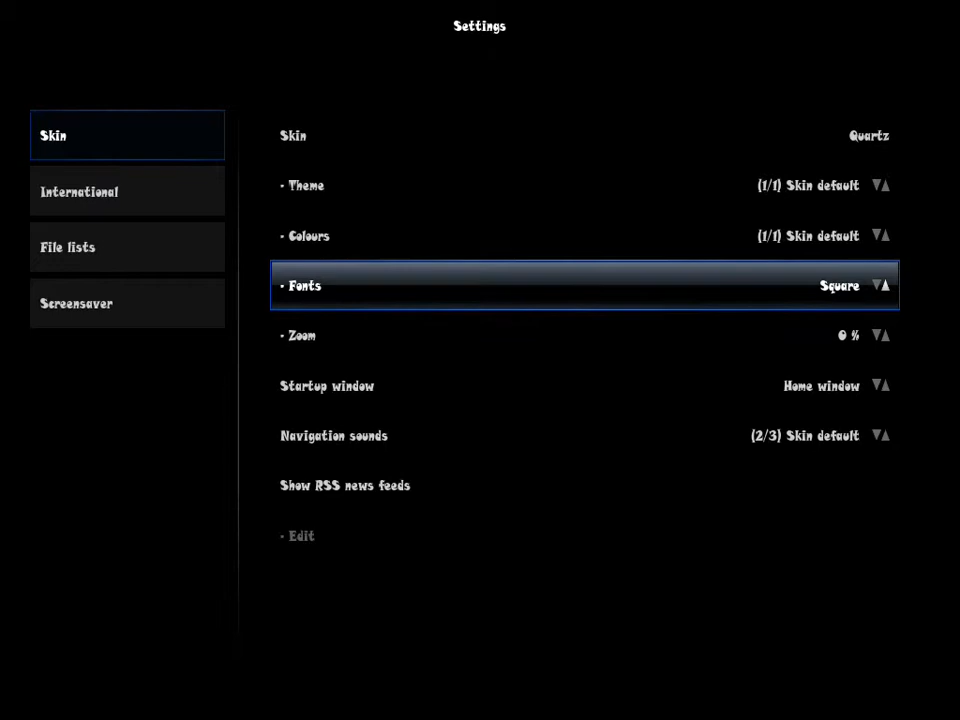 Settings
Skin
International
File lists
Screensaver
Skin Quartz
- Theme (1/1) Skin default
- Colours (1/1) Skin default
- Fonts Square
- Zoom 0 %
Startup window Home window
Navigation sounds (2/3) Skin default
Show RSS news feeds
- Edit